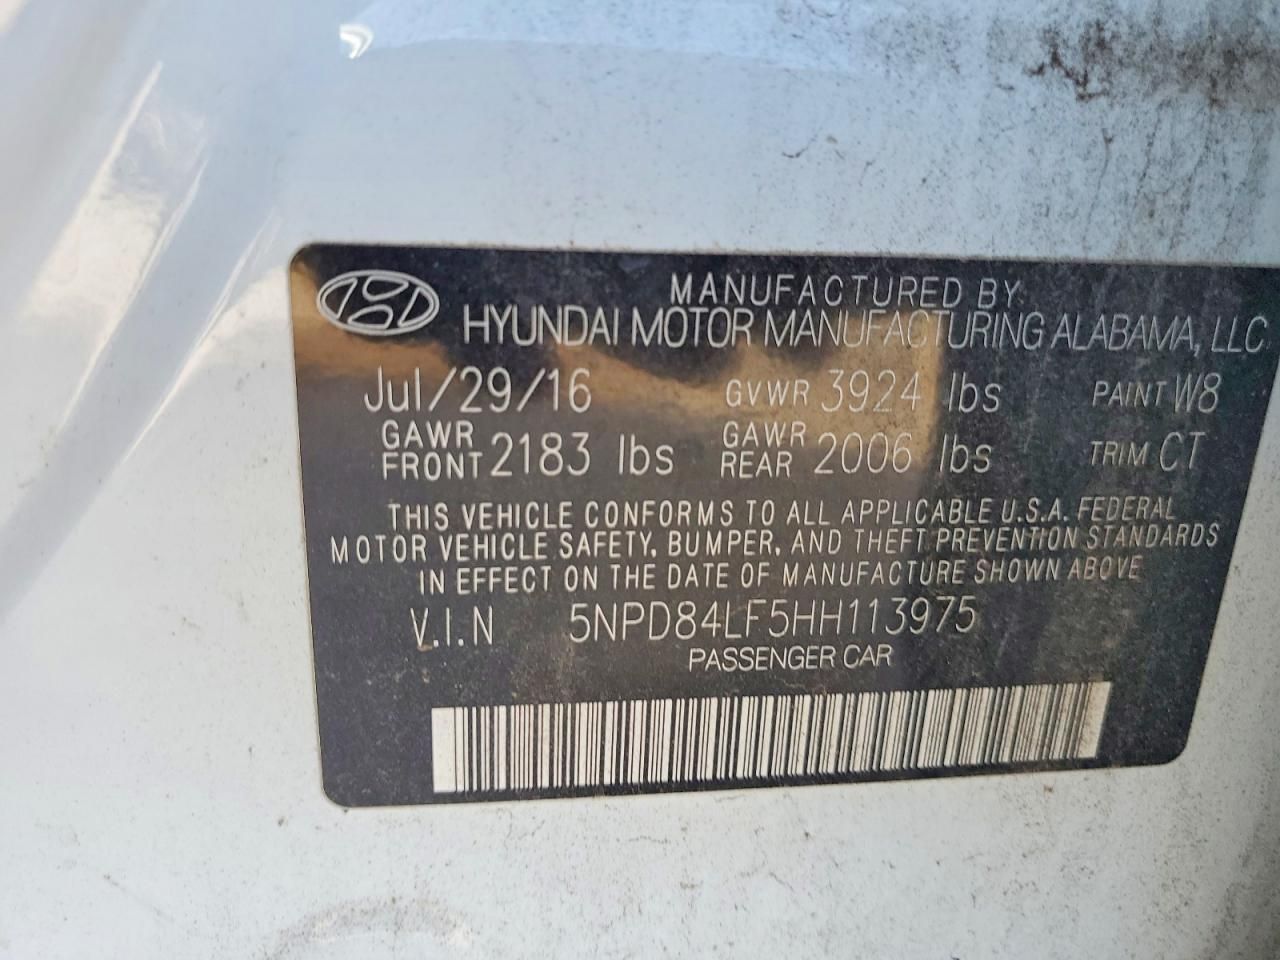 MANUFACTURED BY
HYUNDAI MOTOR MANUFACTURING ALABAMA, LLC
Jul/29/16 GVWR 3924 lbs PAINT W8
GAWR FRONT 2183 lbs GAWR REAR 2006 lbs TRIM CT
THIS VEHICLE CONFORMS TO ALL APPLICABLE U.S.A. FEDERAL
MOTOR VEHICLE SAFETY, BUMPER, AND THEFT PREVENTION STANDARDS
IN EFFECT ON THE DATE OF MANUFACTURE SHOWN ABOVE
V.I.N 5NPD84LF5HH113975
PASSENGER CAR